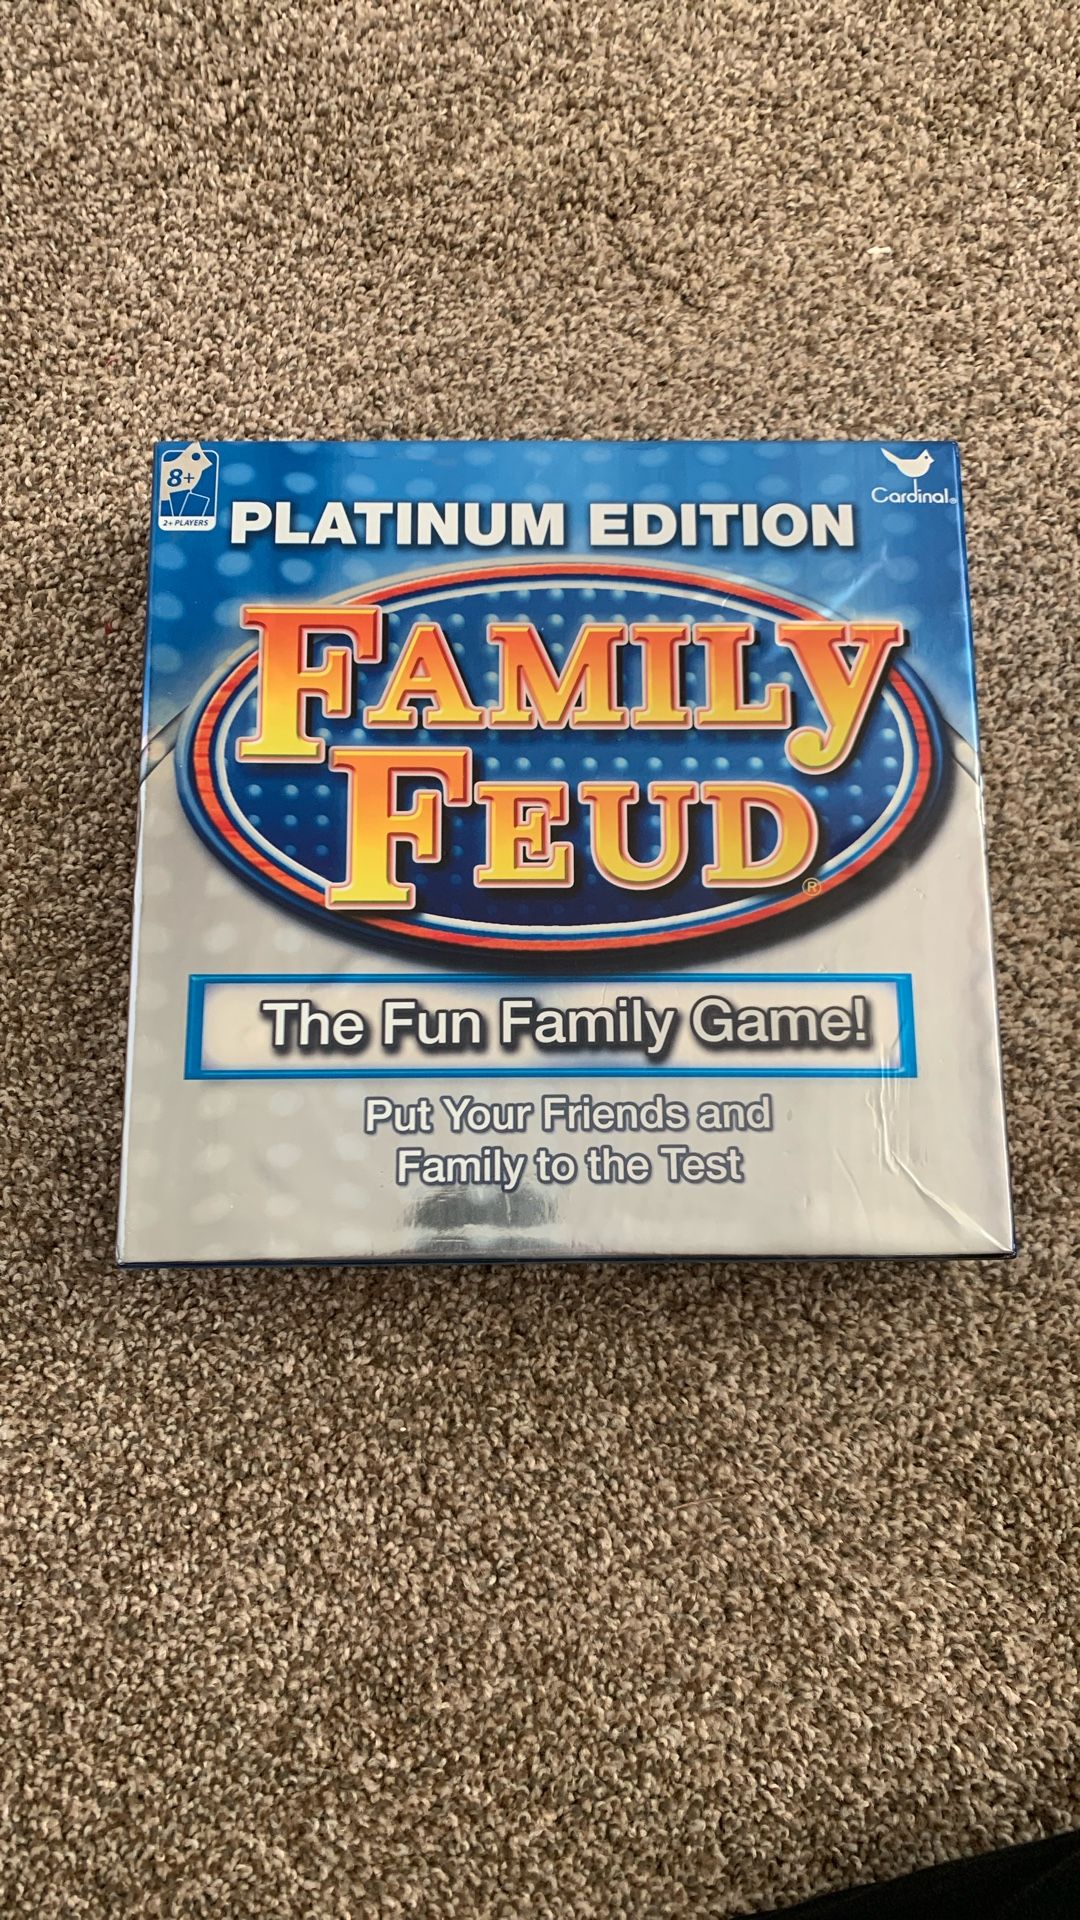 8+
2+ PLAYERS
Cardinal®
PLATINUM EDITION
FAMILY
FEUD®
The Fun Family Game!
Put Your Friends and
Family to the Test